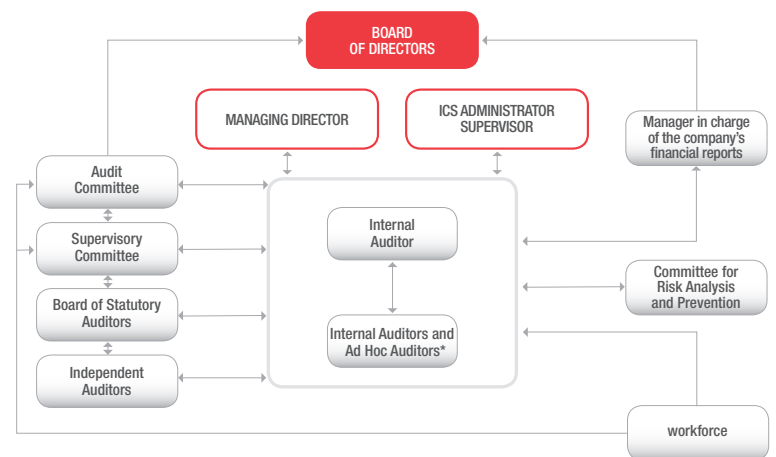 BOARD
OF DIRECTORS
MANAGING DIRECTOR
ICS ADMINISTRATOR
SUPERVISOR
Manager in charge
of the company's
financial reports
Audit
Committee
Supervisory
Committee
Board of Statutory
Auditors
Independent
Auditors
Internal
Auditor
Internal Auditors and
Ad Hoc Auditors*
Committee for
Risk Analysis
and Prevention
workforce